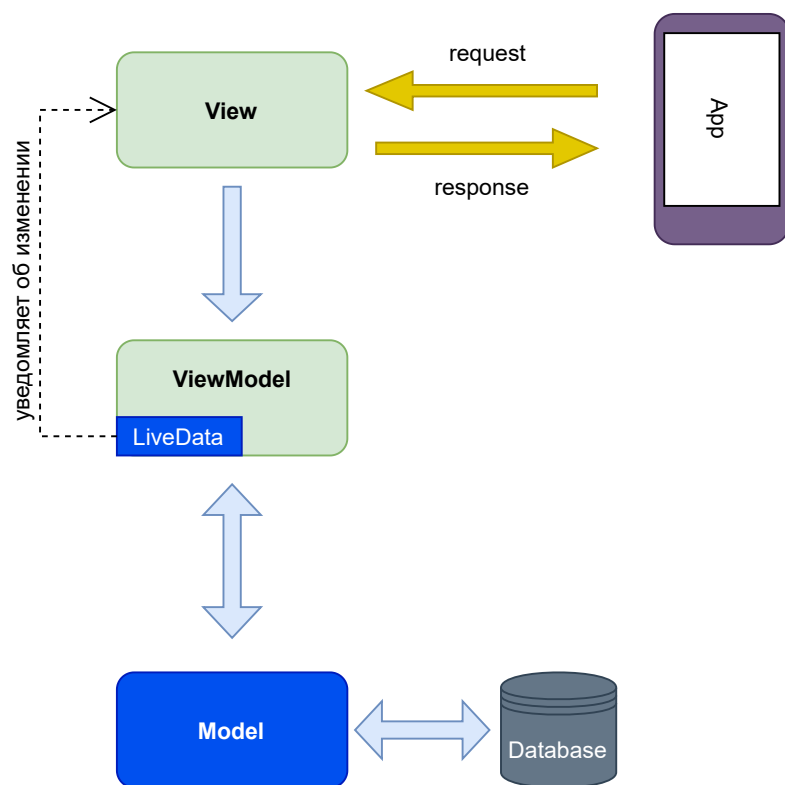 request
View
App
response
уведомляет об изменении
ViewModel
LiveData
Model
Database